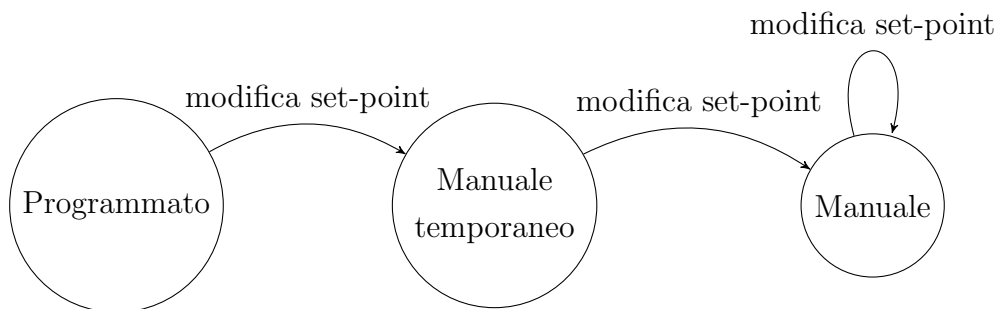 modifica set-point
modifica set-point
modifica set-point
Programmato
Manuale
temporaneo
Manuale